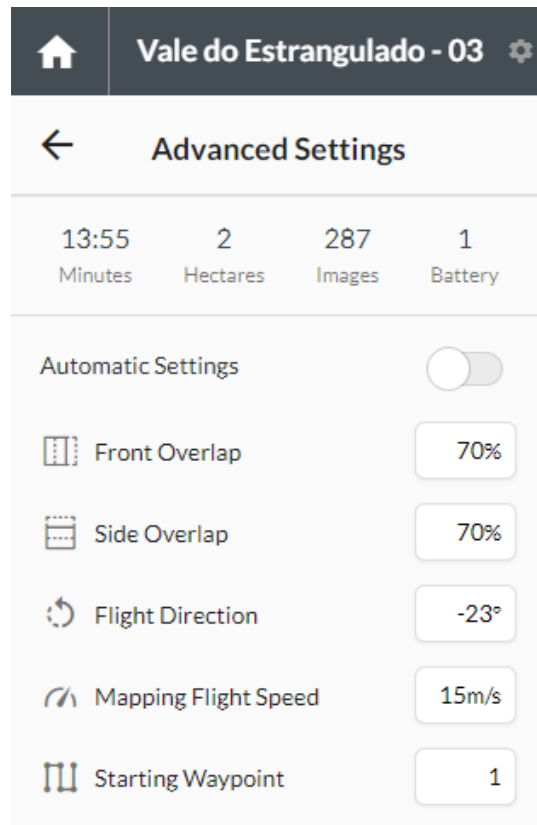 Vale do Estrangulado - 03
Advanced Settings
13:55 2 287 1
Minutes Hectares Images Battery
Automatic Settings
Front Overlap 70%
Side Overlap 70%
Flight Direction -23°
Mapping Flight Speed 15m/s
Starting Waypoint 1